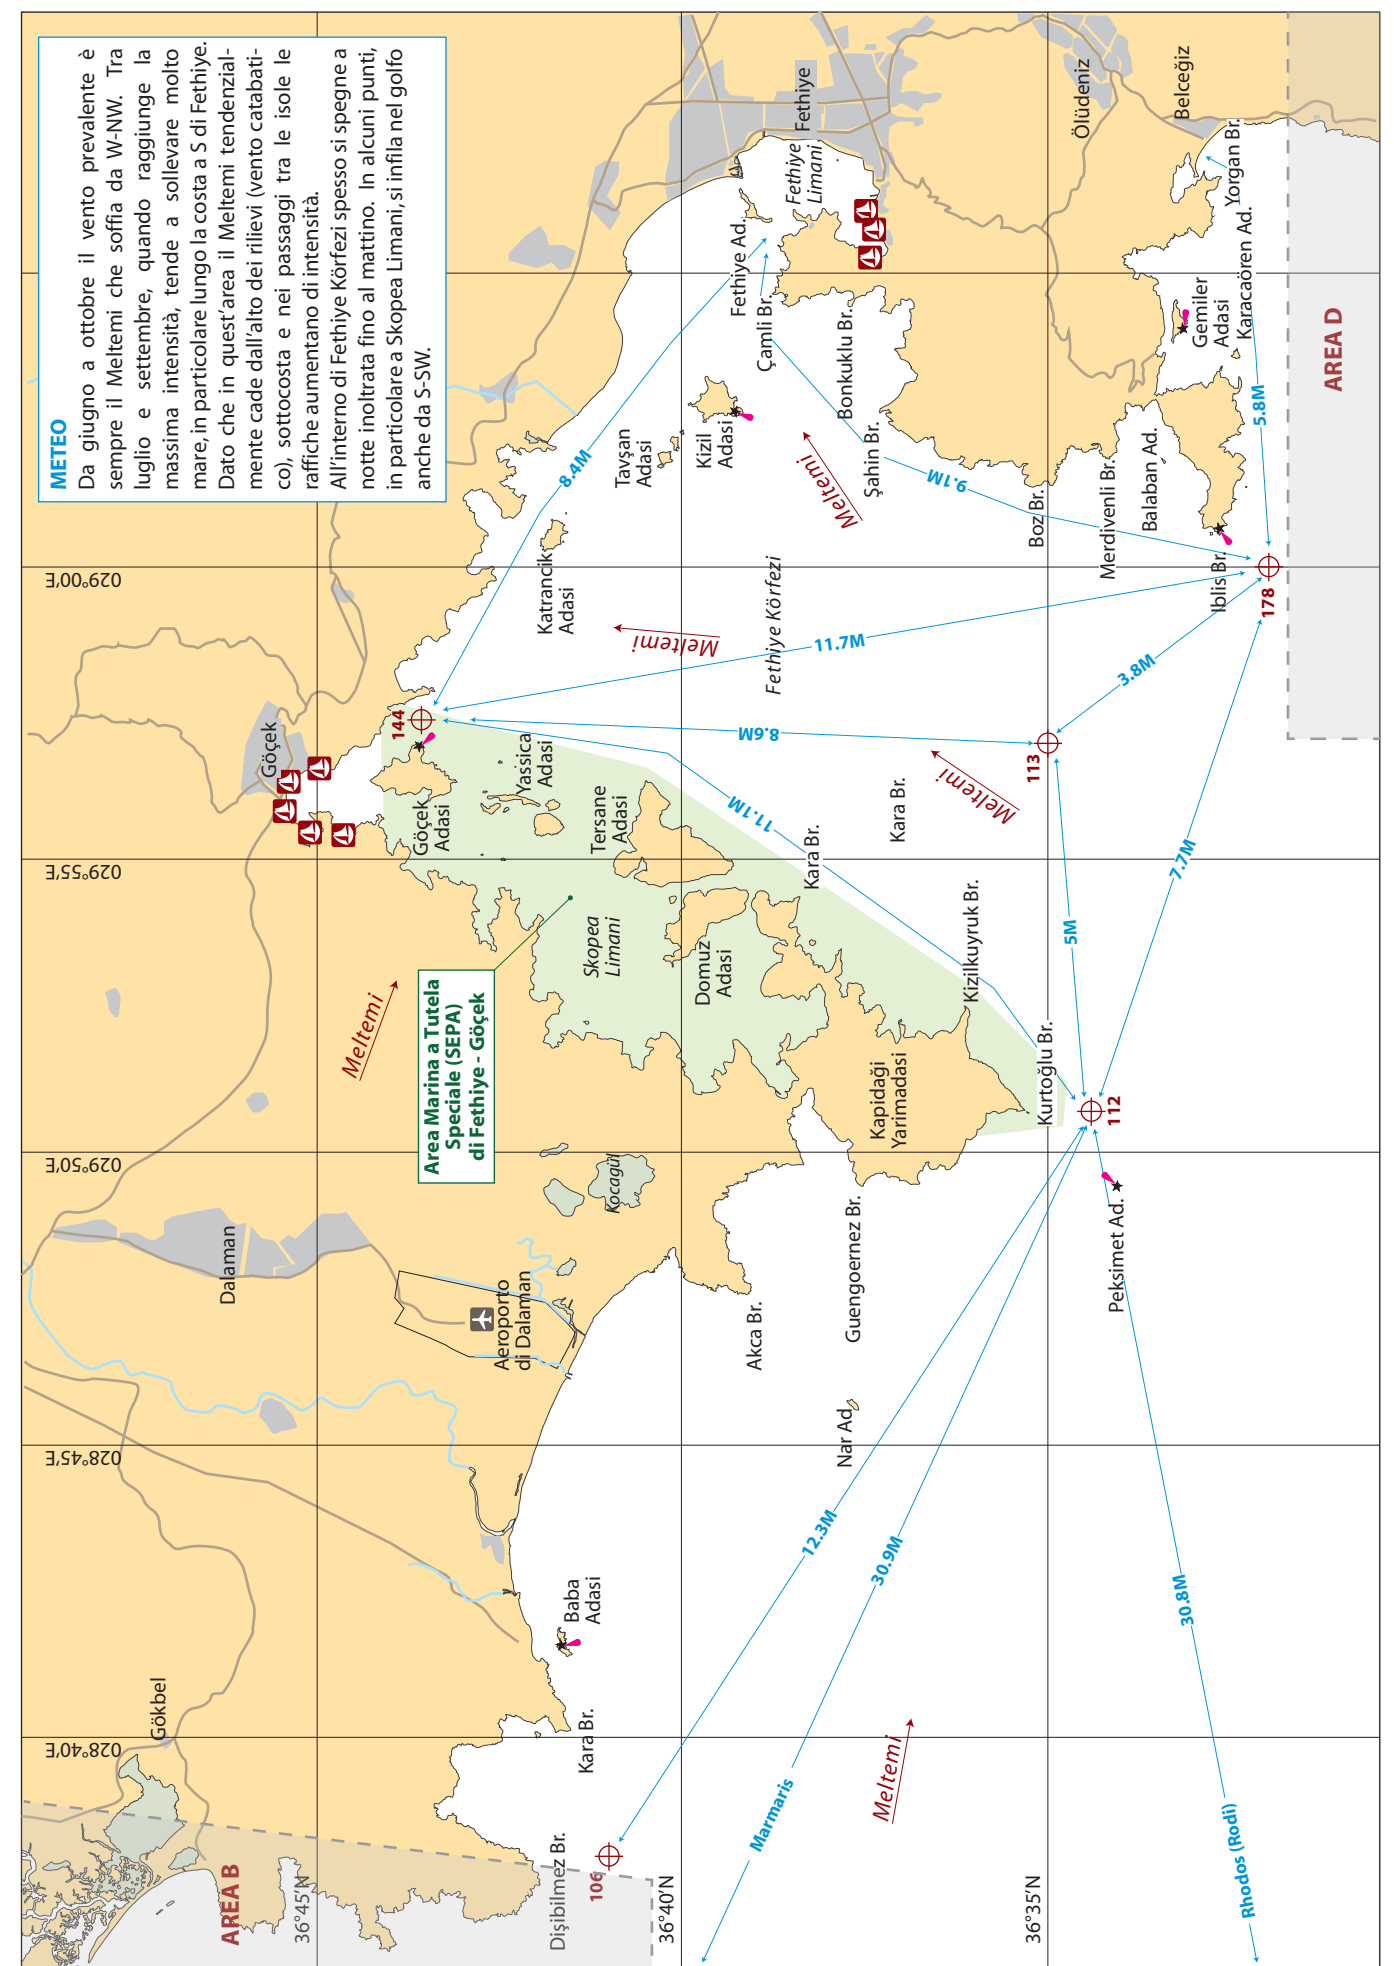 METEO
Da giugno a ottobre il vento prevalente è
sempre il Meltemi che soffia da W-NW. Tra
luglio e settembre, quando raggiunge la
massima intensità, tende a sollevare molto
mare, in particolare lungo la costa a S di Fethiye.
Dato che in quest'area il Meltemi tendenzial-
mente cade dall'alto dei rilievi (vento catabati-
co), sottocosta e nei passaggi tra le isole le
raffiche aumentano di intensità.
All'interno di Fethiye Körfezi spesso si spegne a
notte inoltrata fino al mattino. In alcuni punti,
in particolare a Skopea Limani, si infila nel golfo
anche da S-SW.
028°40'E
028°45'E
029°50'E
029°55'E
029°00'E
AREA B
36°45'N
36°40'N
36°35'N
Gökbel
Dalaman
Aeroporto
di Dalaman
Kocagül
Göçek
Area Marina a Tutela
Speciale (SEPA)
di Fethiye - Göçek
Meltemi
Göçek
Adasi
144
Yassica
Adasi
Tersane
Adasi
Skopea
Limani
Domuz
Adasi
Kapidaği
Yarimadasi
Katrancik
Adasi
Tavşan
Adasi
Kizil
Adasi
8.4M
Fethiye Ad.
Çamli Br.
Fethiye
Limani
Fethiye
Bonkuklu Br.
Şahin Br.
Meltemi
9.1M
Meltemi
Fethiye Körfezi
11.7M
8.6M
11.1M
Kara Br.
Kara Br.
Meltemi
Kizilkuyruk Br.
Kurtoğlu Br.
113
5M
3.8M
7.7M
112
Peksimet Ad.
178
Boz Br.
Merdivenli Br.
Balaban Ad.
Iblis Br.
Gemiler
Adasi
Karacaören Ad.
Yorgan Br.
Ölüdeniz
Belceğiz
5.8M
AREA D
Dişibilmez Br.
106
Kara Br.
Baba
Adasi
Akca Br.
Guengoernez Br.
Nar Ad.
12.3M
30.9M
Marmaris
Meltemi
30.8M
Rhodos (Rodi)